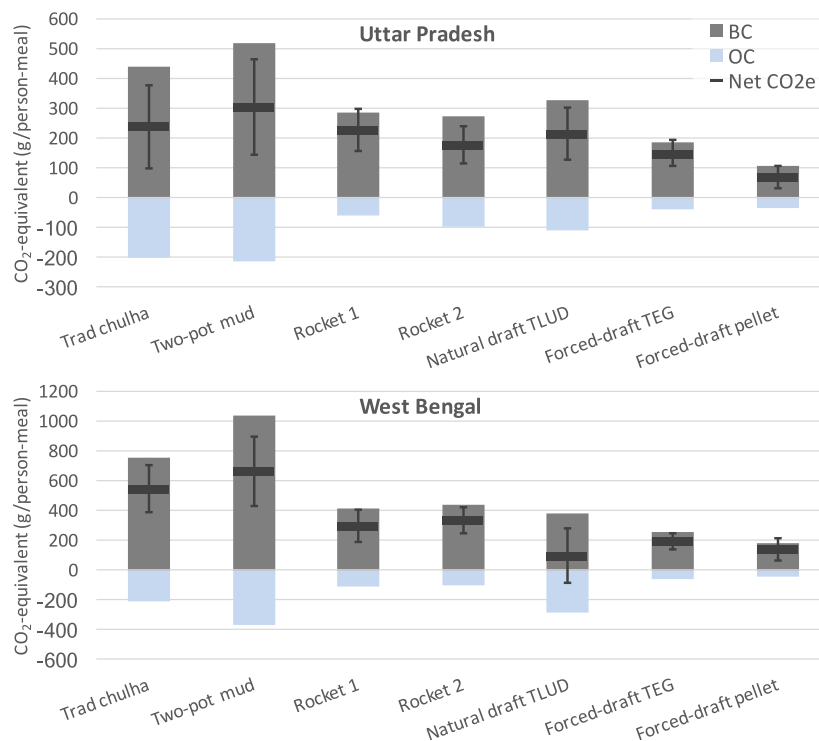 Uttar Pradesh
BC
OC
Net CO2e
CO₂-equivalent (g/person-meal)
600
500
400
300
200
100
0
-100
-200
-300
Trad chulha
Two-pot mud
Rocket 1
Rocket 2
Natural draft TLUD
Forced-draft TEG
Forced-draft pellet
West Bengal
CO₂-equivalent (g/person-meal)
1200
1000
800
600
400
200
0
-200
-400
-600
Trad chulha
Two-pot mud
Rocket 1
Rocket 2
Natural draft TLUD
Forced-draft TEG
Forced-draft pellet